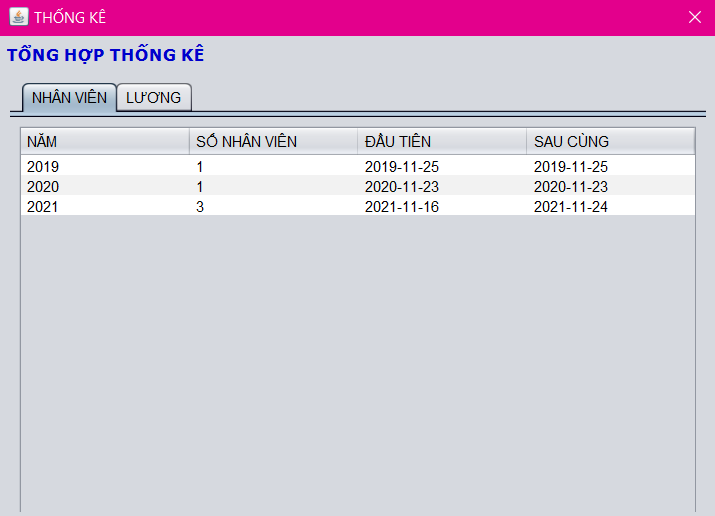 THỐNG KÊ
TỔNG HỢP THỐNG KÊ
NHÂN VIÊN LƯƠNG
NĂM SỐ NHÂN VIÊN ĐẦU TIÊN SAU CÙNG
2019 1 2019-11-25 2019-11-25
2020 1 2020-11-23 2020-11-23
2021 3 2021-11-16 2021-11-24